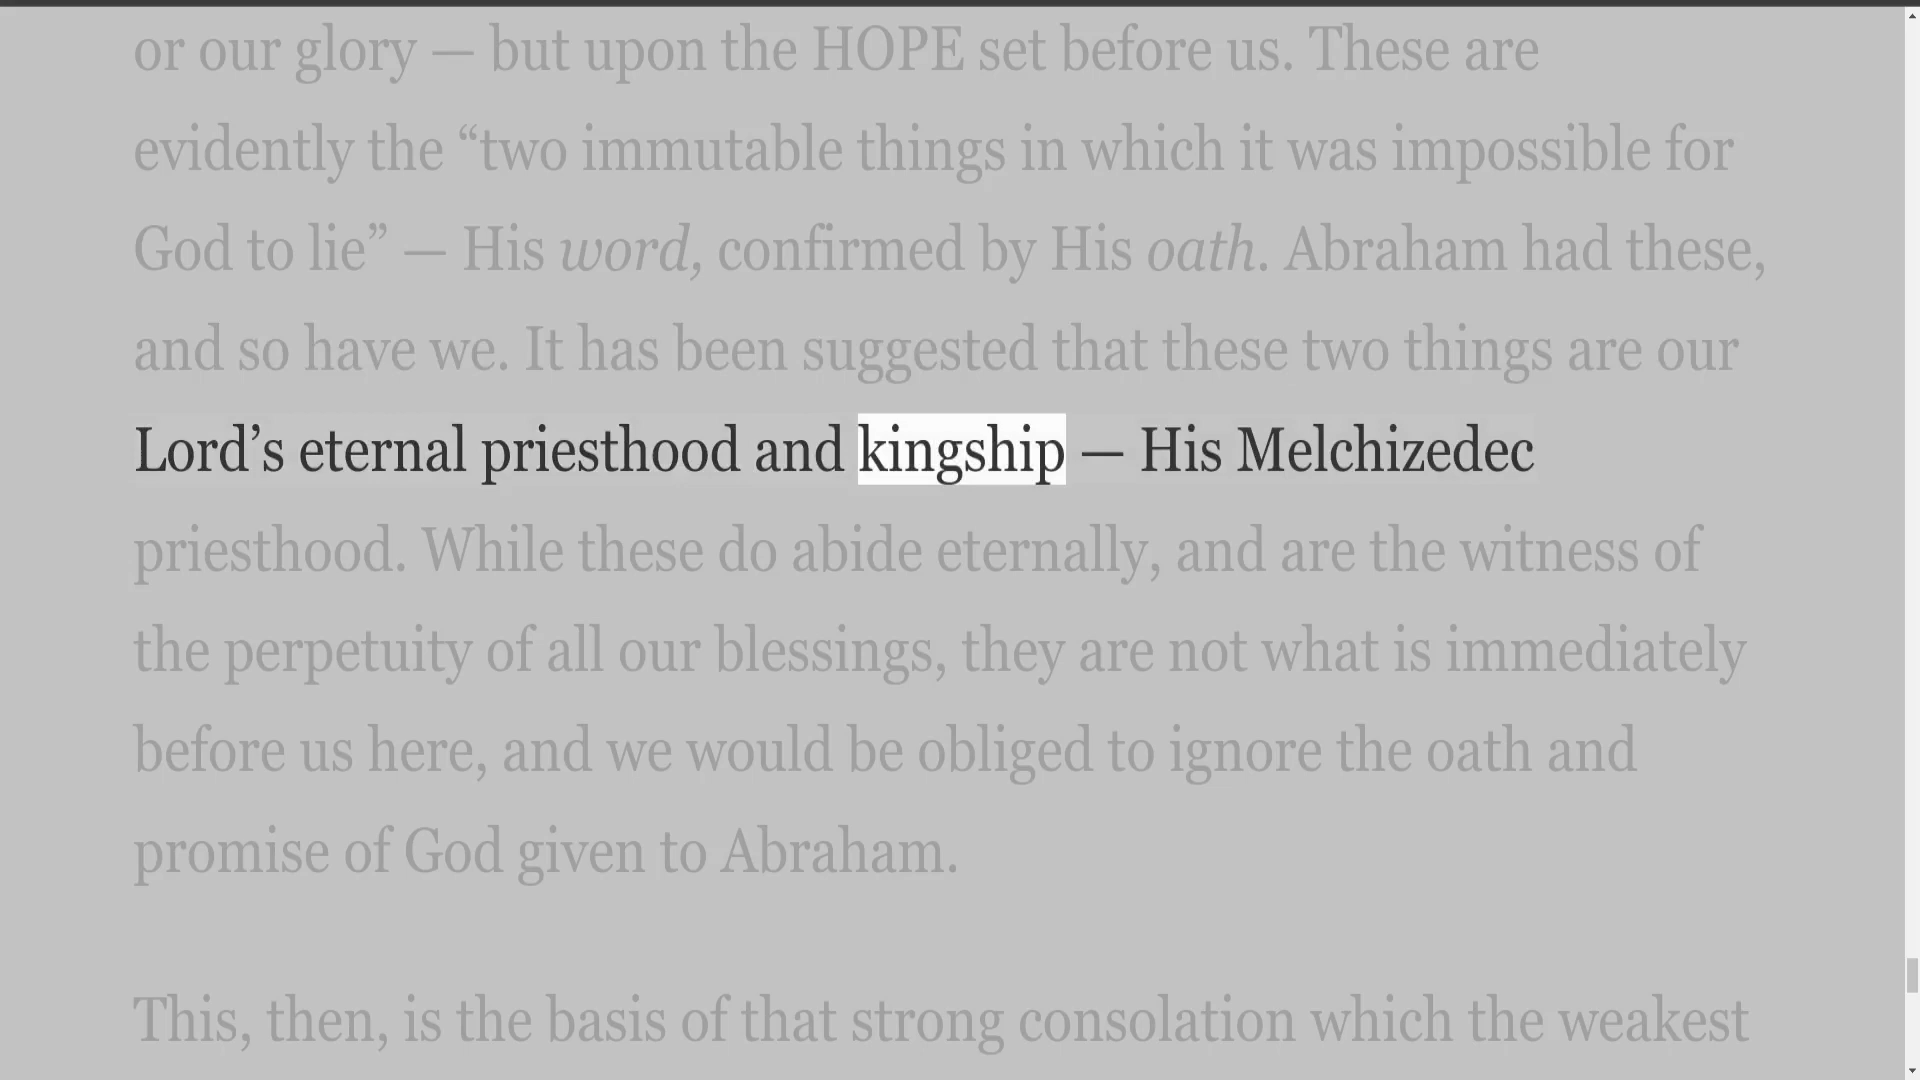 or our glory — but upon the HOPE set before us. These are
evidently the “two immutable things in which it was impossible for
God to lie” — His word, confirmed by His oath. Abraham had these,
and so have we. It has been suggested that these two things are our
Lord’s eternal priesthood and kingship — His Melchizedec
priesthood. While these do abide eternally, and are the witness of
the perpetuity of all our blessings, they are not what is immediately
before us here, and we would be obliged to ignore the oath and
promise of God given to Abraham.
This, then, is the basis of that strong consolation which the weakest